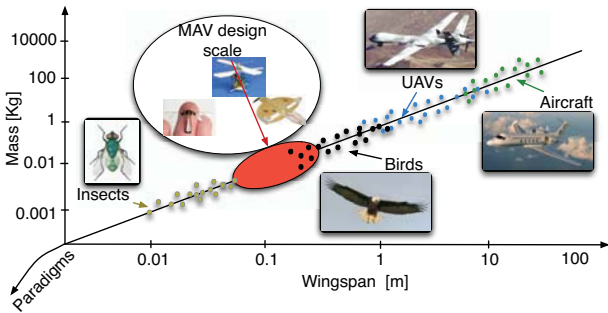 MAV design
scale
10000
100
1
0.01
0.001
Mass [Kg]
UAVs
Aircraft
Birds
Insects
0.01
0.1
1
10
100
Wingspan [m]
Paradigms